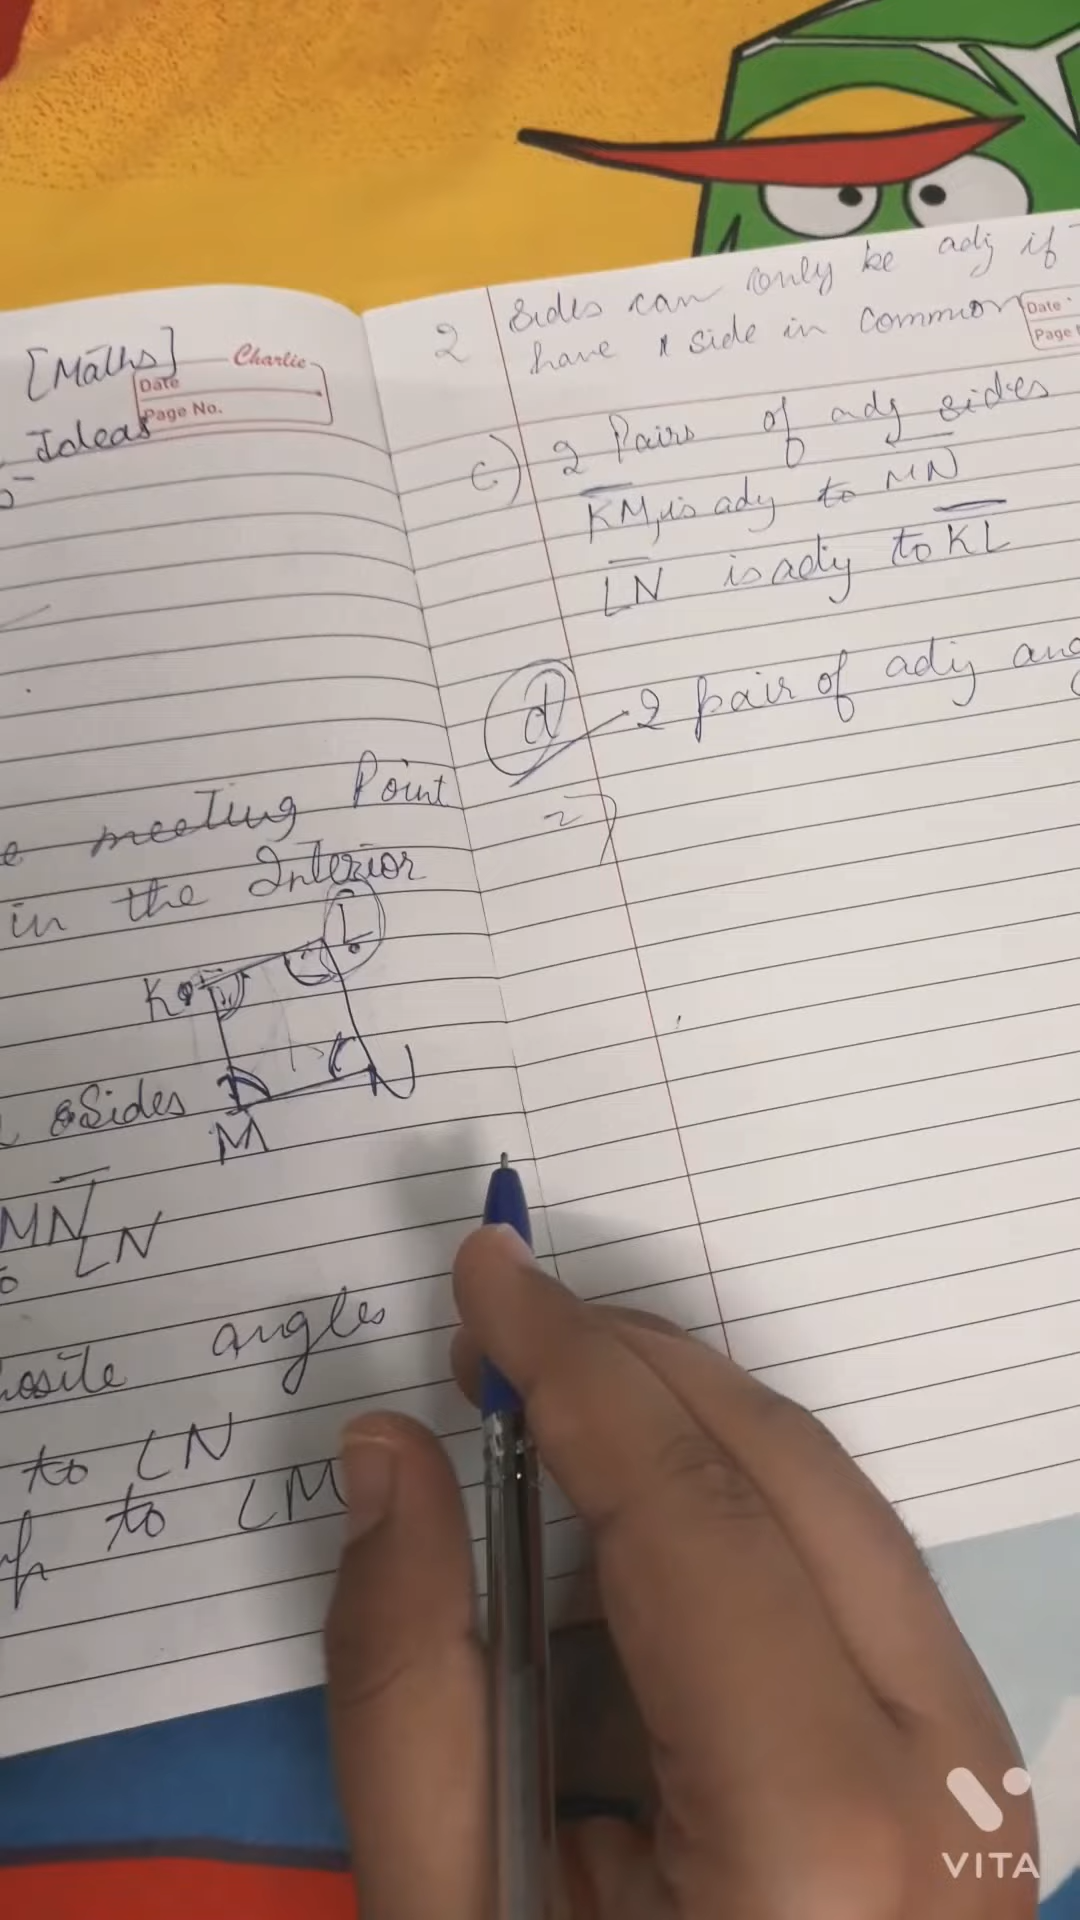 [Maths]
Charlie
Date
Page No.
Ideas
meeting Point
in the Interior
K
L
M
N
Sides
MN
LN
angles
to LN
to LM
2 sides can only be adj if
have 1 side in common
Date
Page
c) 2 Pairs of adj sides
KM is adj to MN
LN is adj to KL
d 2 pair of adj ang
VITA